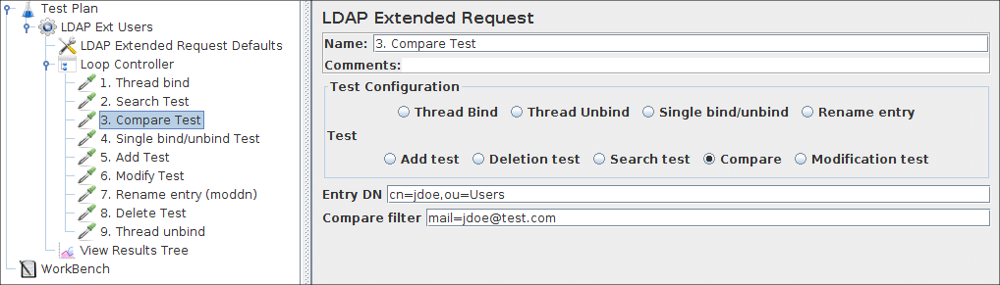 Test Plan
LDAP Ext Users
LDAP Extended Request Defaults
Loop Controller
1. Thread bind
2. Search Test
3. Compare Test
4. Single bind/unbind Test
5. Add Test
6. Modify Test
7. Rename entry (moddn)
8. Delete Test
9. Thread unbind
View Results Tree
WorkBench
LDAP Extended Request
Name: 3. Compare Test
Comments:
Test Configuration
Thread Bind Thread Unbind Single bind/unbind Rename entry
Test
Add test Deletion test Search test Compare Modification test
Entry DN cn=jdoe,ou=Users
Compare filter mail=jdoe@test.com